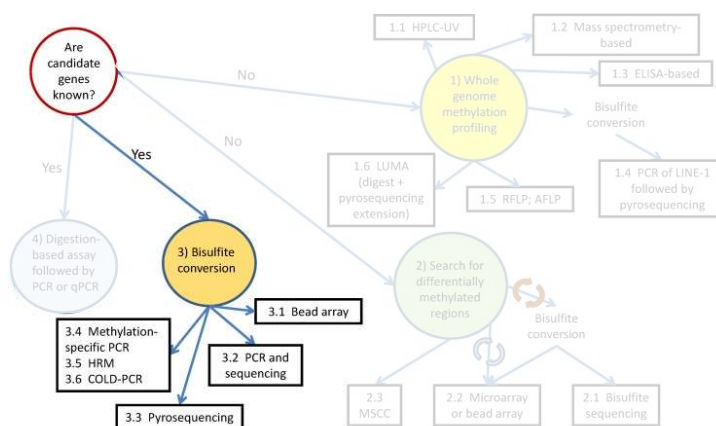 Are
candidate
genes
known?
No
No
Yes
Yes
1.1 HPLC-UV
1.2 Mass spectrometry-
based
1.3 ELISA-based
1) Whole
genome
methylation
profiling
Bisulfite
conversion
1.4 PCR of LINE-1
followed by
pyrosequencing
1.6 LUMA
(digest +
pyrosequencing
extension)
1.5 RFLP; AFLP
4) Digestion-
based assay
followed by
PCR or qPCR
3) Bisulfite
conversion
3.1 Bead array
3.4 Methylation-
specific PCR
3.5 HRM
3.6 COLD-PCR
3.2 PCR and
sequencing
3.3 Pyrosequencing
2) Search for
differentially
methylated
regions
Bisulfite
conversion
2.3
MSCC
2.2 Microarray
or bead array
2.1 Bisulfite
sequencing